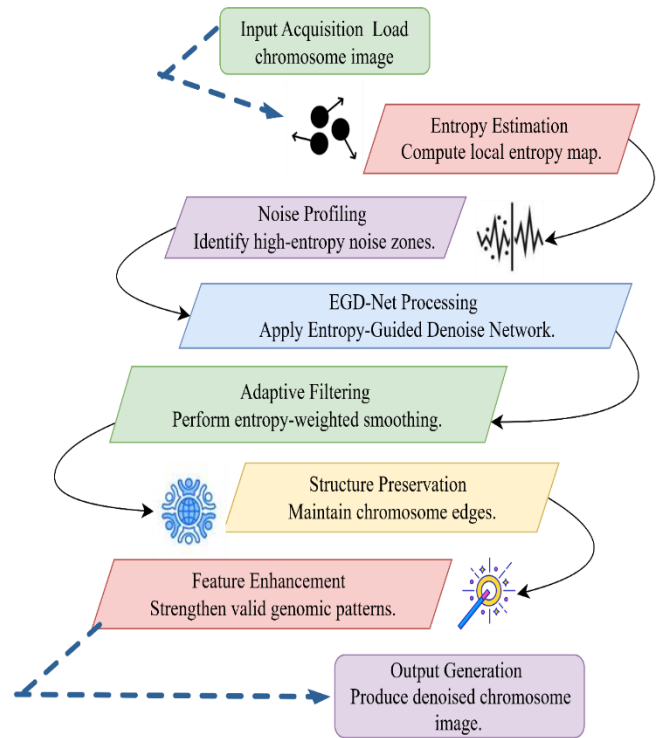 Input Acquisition  Load
chromosome image
Entropy Estimation
Compute local entropy map.
Noise Profiling
Identify high-entropy noise zones.
EGD-Net Processing
Apply Entropy-Guided Denoise Network.
Adaptive Filtering
Perform entropy-weighted smoothing.
Structure Preservation
Maintain chromosome edges.
Feature Enhancement
Strengthen valid genomic patterns.
Output Generation
Produce denoised chromosome
image.